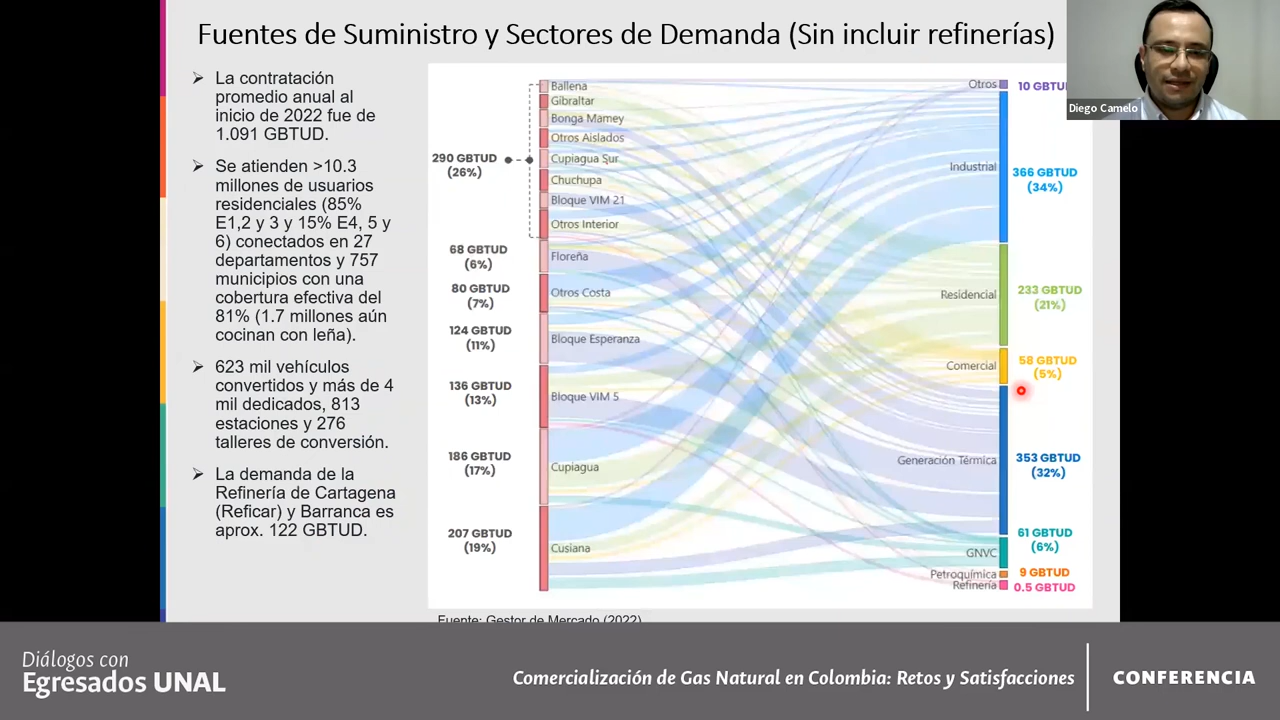 Fuentes de Suministro y Sectores de Demanda (Sin incluir refinerías)
Diego Camelo
➢ La contratación
promedio anual al
inicio de 2022 fue de
1.091 GBTUD.
➢ Se atienden >10.3
millones de usuarios
residenciales (85%
E1,2 y 3 y 15% E4, 5 y
6) conectados en 27
departamentos y 757
municipios con una
cobertura efectiva del
81% (1.7 millones aún
cocinan con leña).
➢ 623 mil vehículos
convertidos y más de 4
mil dedicados, 813
estaciones y 276
talleres de conversión.
➢ La demanda de la
Refinería de Cartagena
(Reficar) y Barranca es
aprox. 122 GBTUD.
290 GBTUD
(26%)
68 GBTUD
(6%)
80 GBTUD
(7%)
124 GBTUD
(11%)
136 GBTUD
(13%)
186 GBTUD
(17%)
207 GBTUD
(19%)
Ballena
Gibraltar
Bonga Mamey
Otros Aislados
Cupiagua Sur
Chuchupa
Bloque VIM 21
Otros Interior
Floreña
Otros Costa
Bloque Esperanza
Bloque VIM 5
Cupiagua
Cusiana
Otros
Industrial
Residencial
Comercial
Generación Térmica
GNVC
Petroquímica
Refinería
10 GBTU
366 GBTUD
(34%)
233 GBTUD
(21%)
58 GBTUD
(5%)
353 GBTUD
(32%)
61 GBTUD
(6%)
9 GBTUD
0.5 GBTUD
Fuente: Gestor de Mercado (2022)
Diálogos con
Egresados UNAL
Comercialización de Gas Natural en Colombia: Retos y Satisfacciones
CONFERENCIA